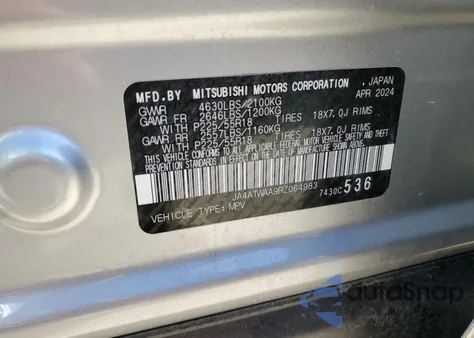 MFD.BY MITSUBISHI MOTORS CORPORATION, JAPAN
GVWR 4630LBS/2100KG APR 2024
GAWR FR 2646LBS/1200KG
WITH P225/55R18 TIRES 18X7.0J RIMS
GAWR RR 2557LBS/1160KG
WITH P225/55R18 TIRES 18X7.0J RIMS
THIS VEHICLE CONFORMS TO ALL APPLICABLE FEDERAL MOTOR VEHICLE SAFETY, BUMPER, AND THEFT
PREVENTION STANDARDS IN EFFECT ON THE DATE OF MANUFACTURE SHOWN ABOVE.
JA4ATWAA9RZ064983
VEHICLE TYPE: MPV
7430C 536
autoSnap